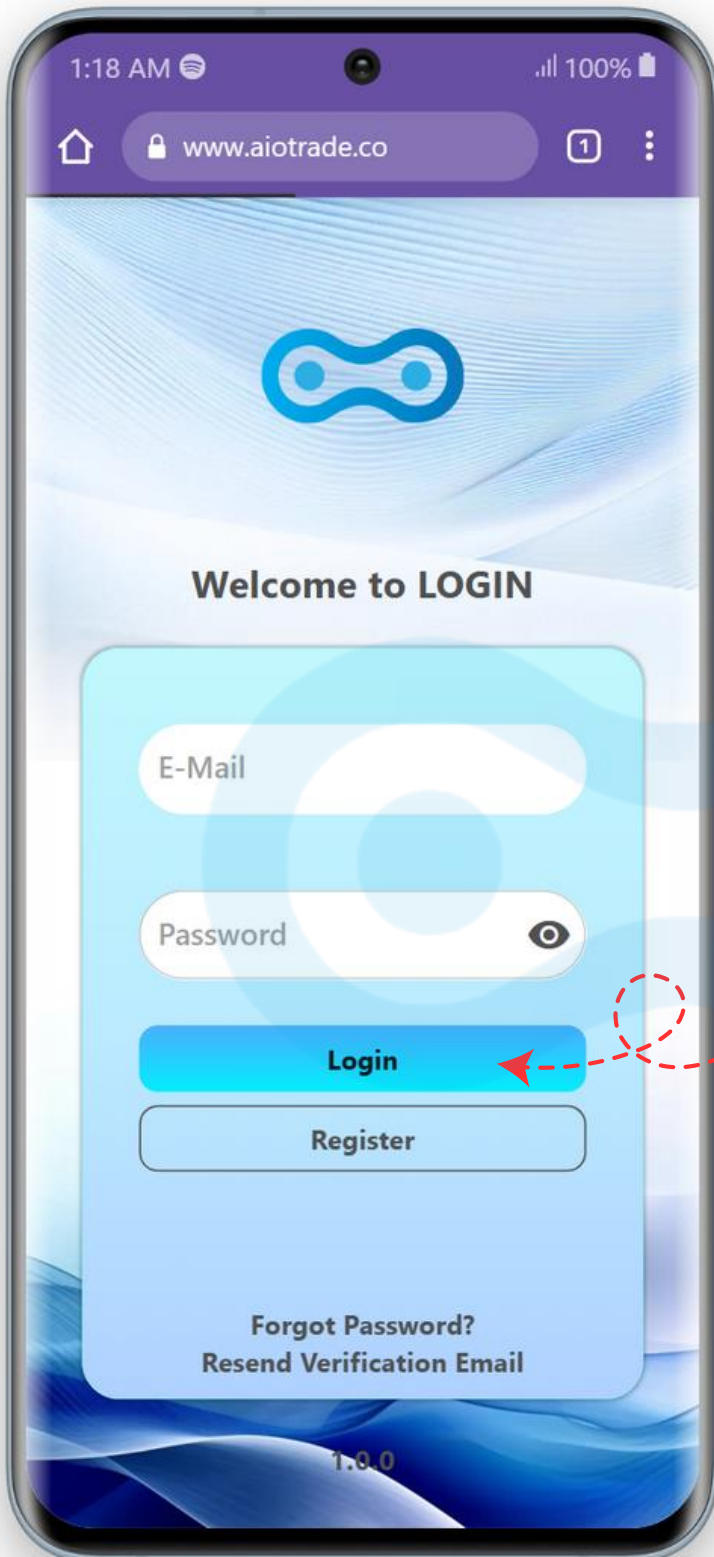 1:18 AM 100%
www.aiotrade.co 1
Welcome to LOGIN
E-Mail
Password
Login
Register
Forgot Password?
Resend Verification Email
1.0.0